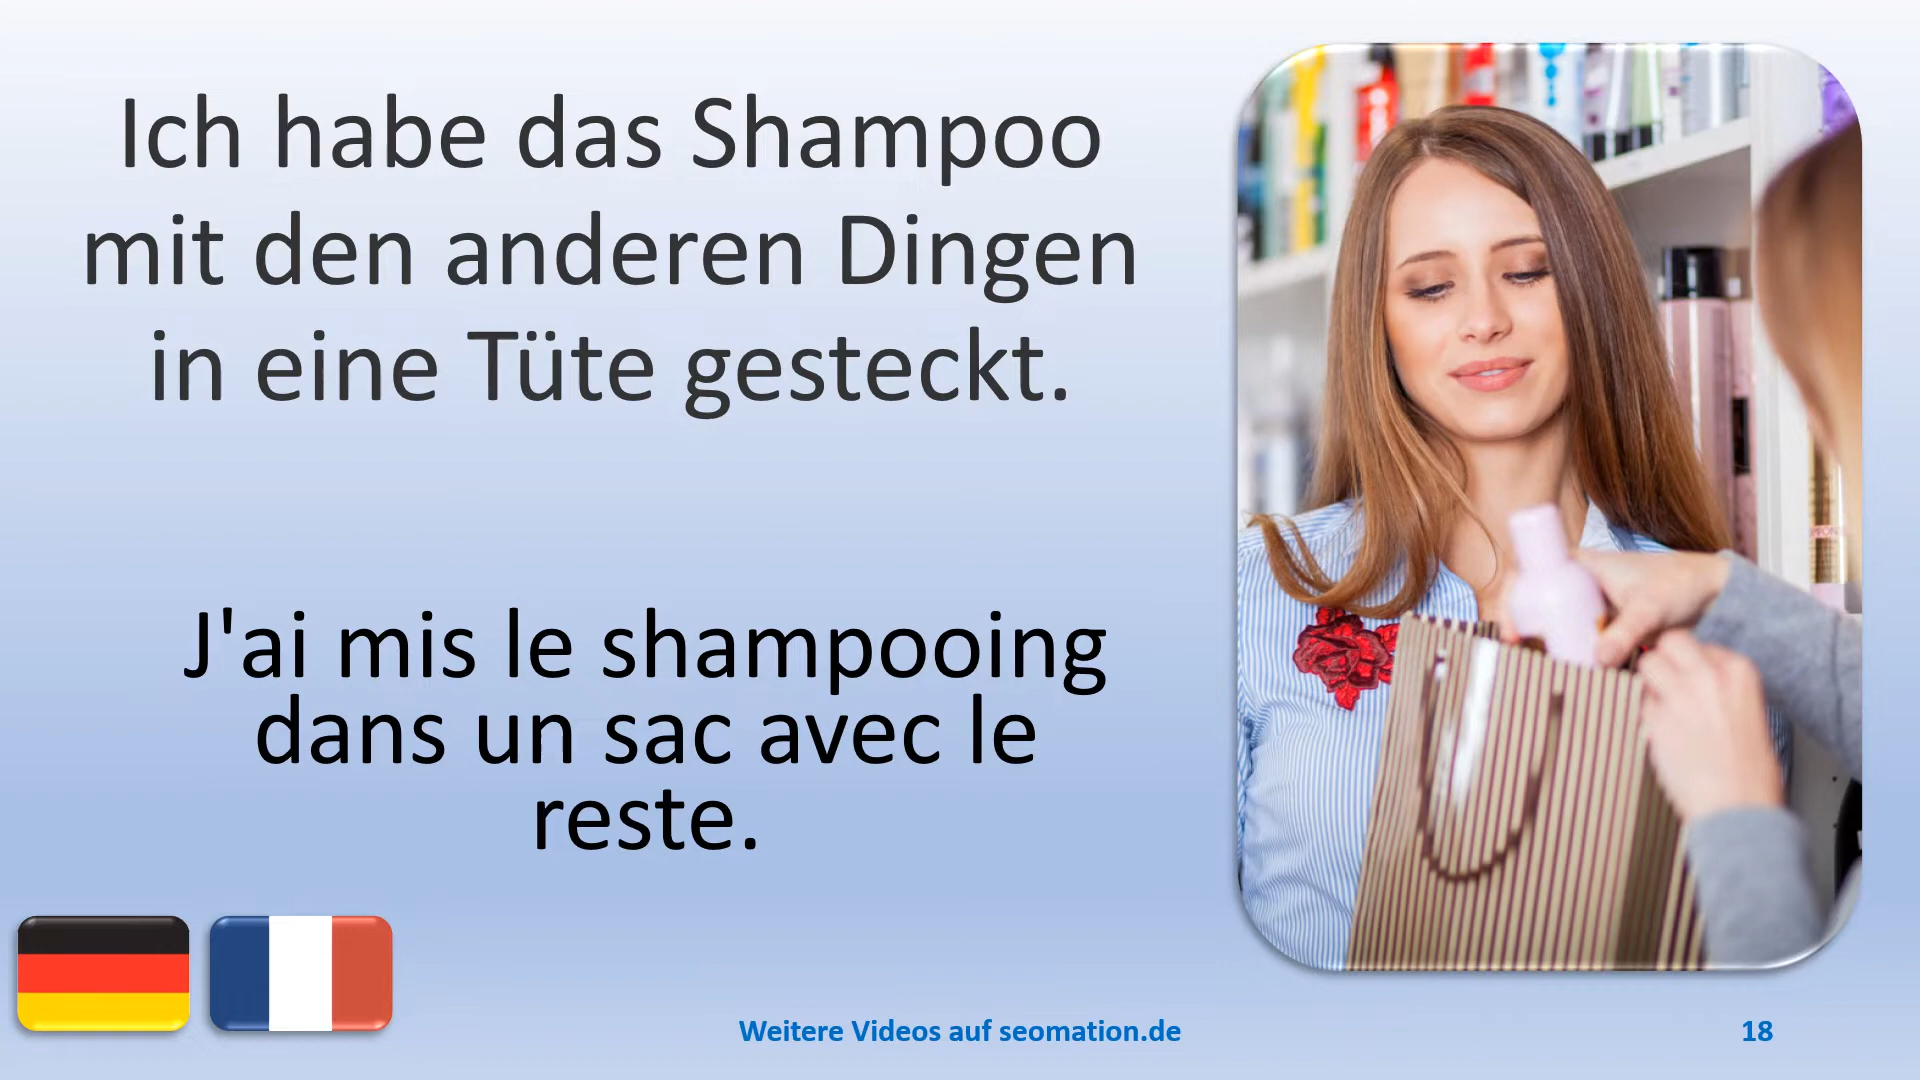 Ich habe das Shampoo
mit den anderen Dingen
in eine Tüte gesteckt.
J'ai mis le shampooing
dans un sac avec le
reste.
Weitere Videos auf seomation.de
18